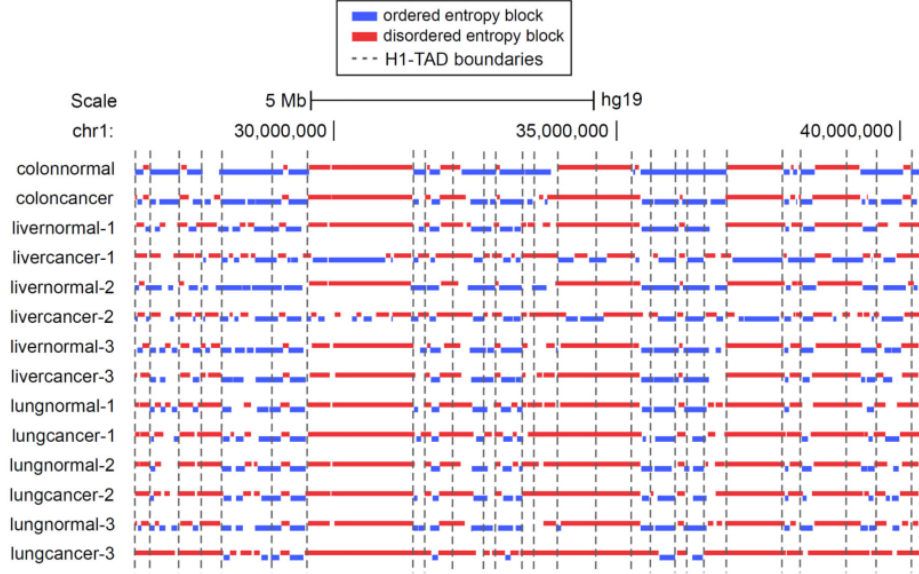 ordered entropy block
disordered entropy block
H1-TAD boundaries
Scale 5 Mb hg19
chr1: 30,000,000 35,000,000 40,000,000
colonnormal
coloncancer
livernormal-1
livercancer-1
livernormal-2
livercancer-2
livernormal-3
livercancer-3
lungnormal-1
lungcancer-1
lungnormal-2
lungcancer-2
lungnormal-3
lungcancer-3